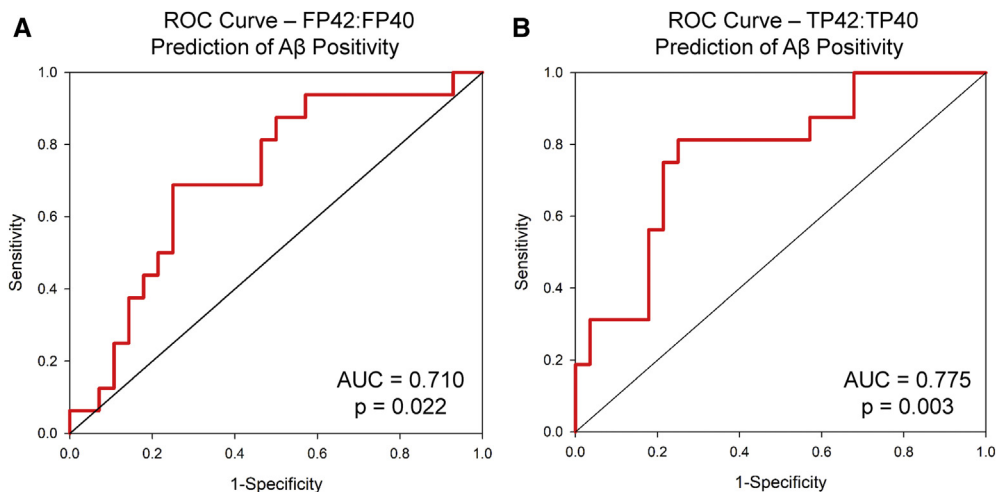 A
ROC Curve – FP42:FP40
Prediction of Aβ Positivity
1.0
0.8
0.6
0.4
0.2
0.0
Sensitivity
AUC = 0.710
p = 0.022
0.0 0.2 0.4 0.6 0.8 1.0
1-Specificity
B
ROC Curve – TP42:TP40
Prediction of Aβ Positivity
1.0
0.8
0.6
0.4
0.2
0.0
Sensitivity
AUC = 0.775
p = 0.003
0.0 0.2 0.4 0.6 0.8 1.0
1-Specificity